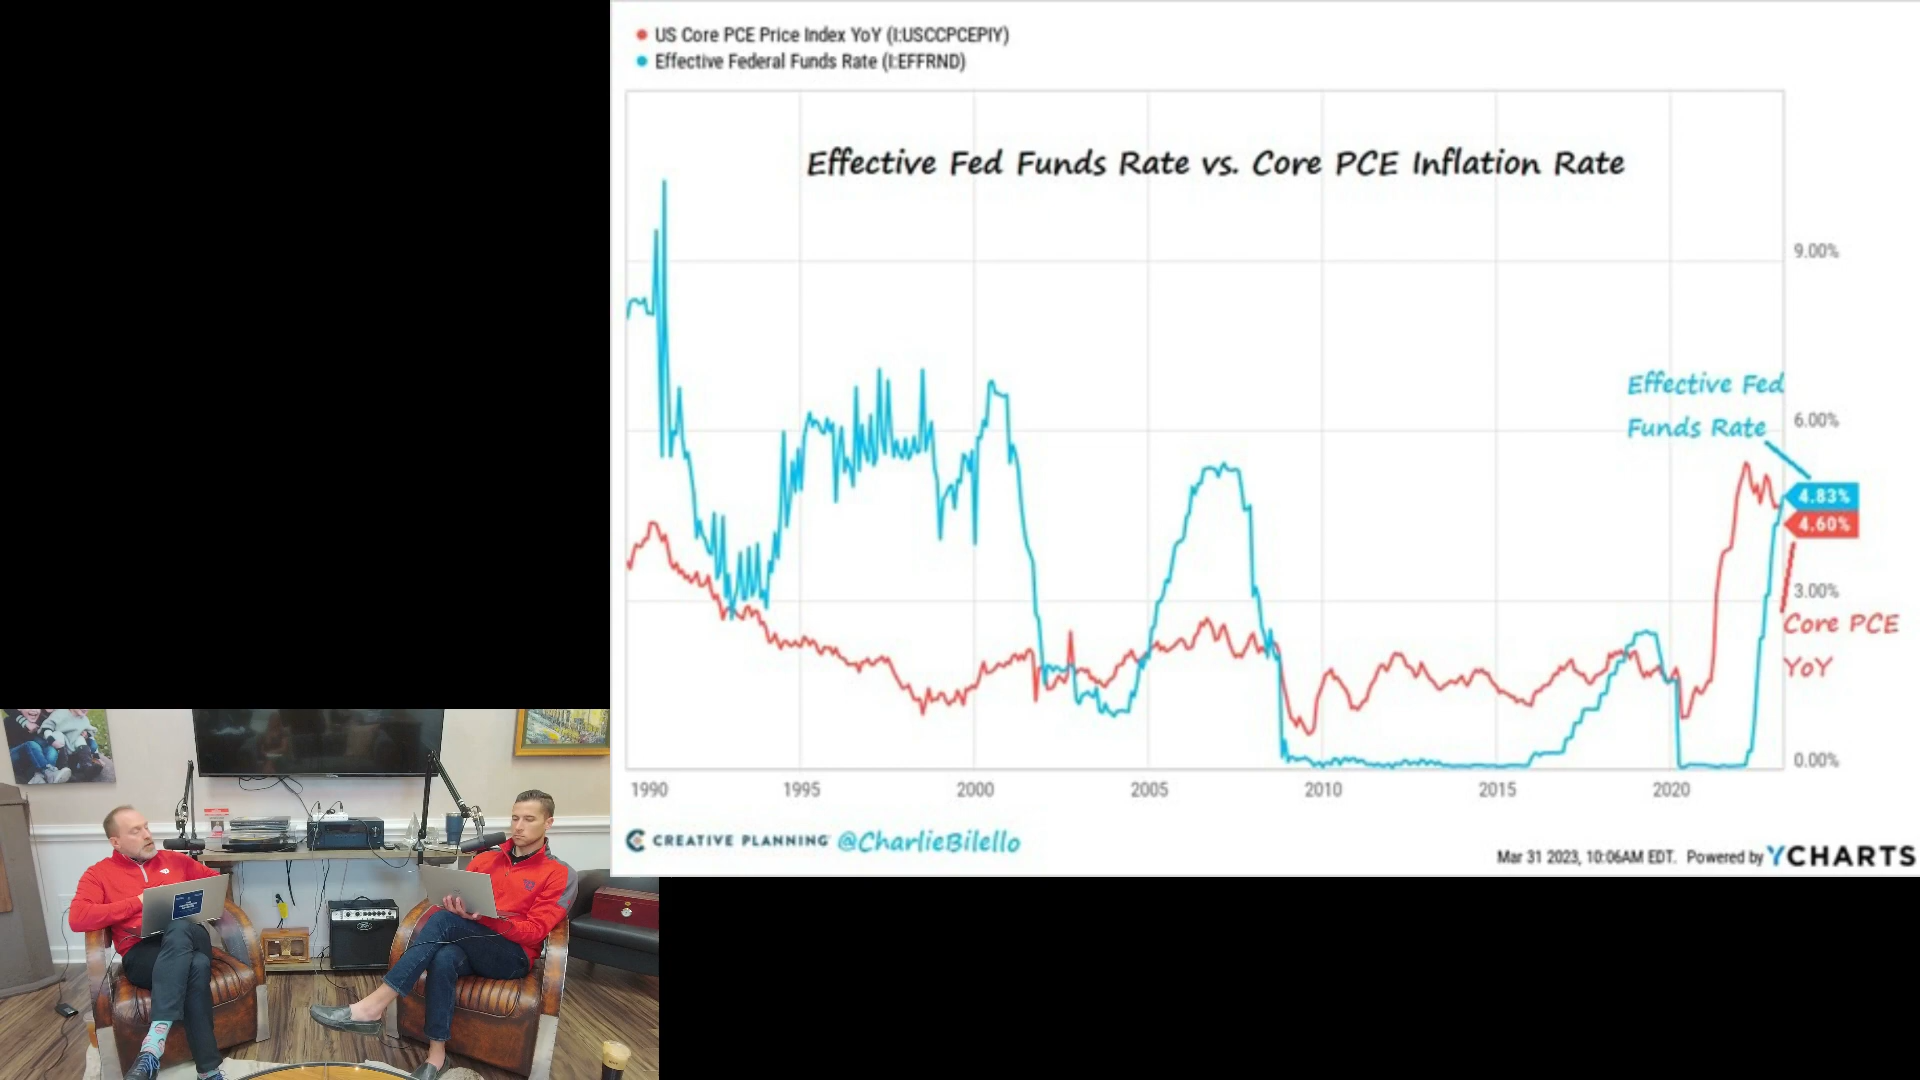 US Core PCE Price Index YoY (I:USCCPCEPIY)
Effective Federal Funds Rate (I:EFFRND)
Effective Fed Funds Rate vs. Core PCE Inflation Rate
9.00%
Effective Fed
Funds Rate
6.00%
4.83%
4.60%
3.00%
Core PCE
YoY
0.00%
1990 1995 2000 2005 2010 2015 2020
CREATIVE PLANNING @CharlieBilello
Mar 31 2023, 10:06AM EDT. Powered by YCHARTS